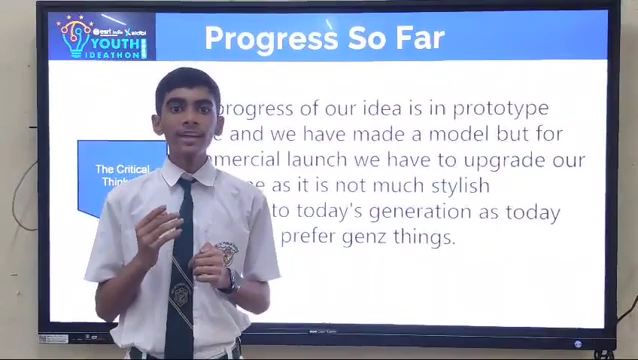 YOUTH
IDEATHON
Progress So Far
progress of our idea is in prototype
and we have made a model but for
commercial launch we have to upgrade our
as it is not much stylish
to today's generation as today
prefer genz things.
The Critical